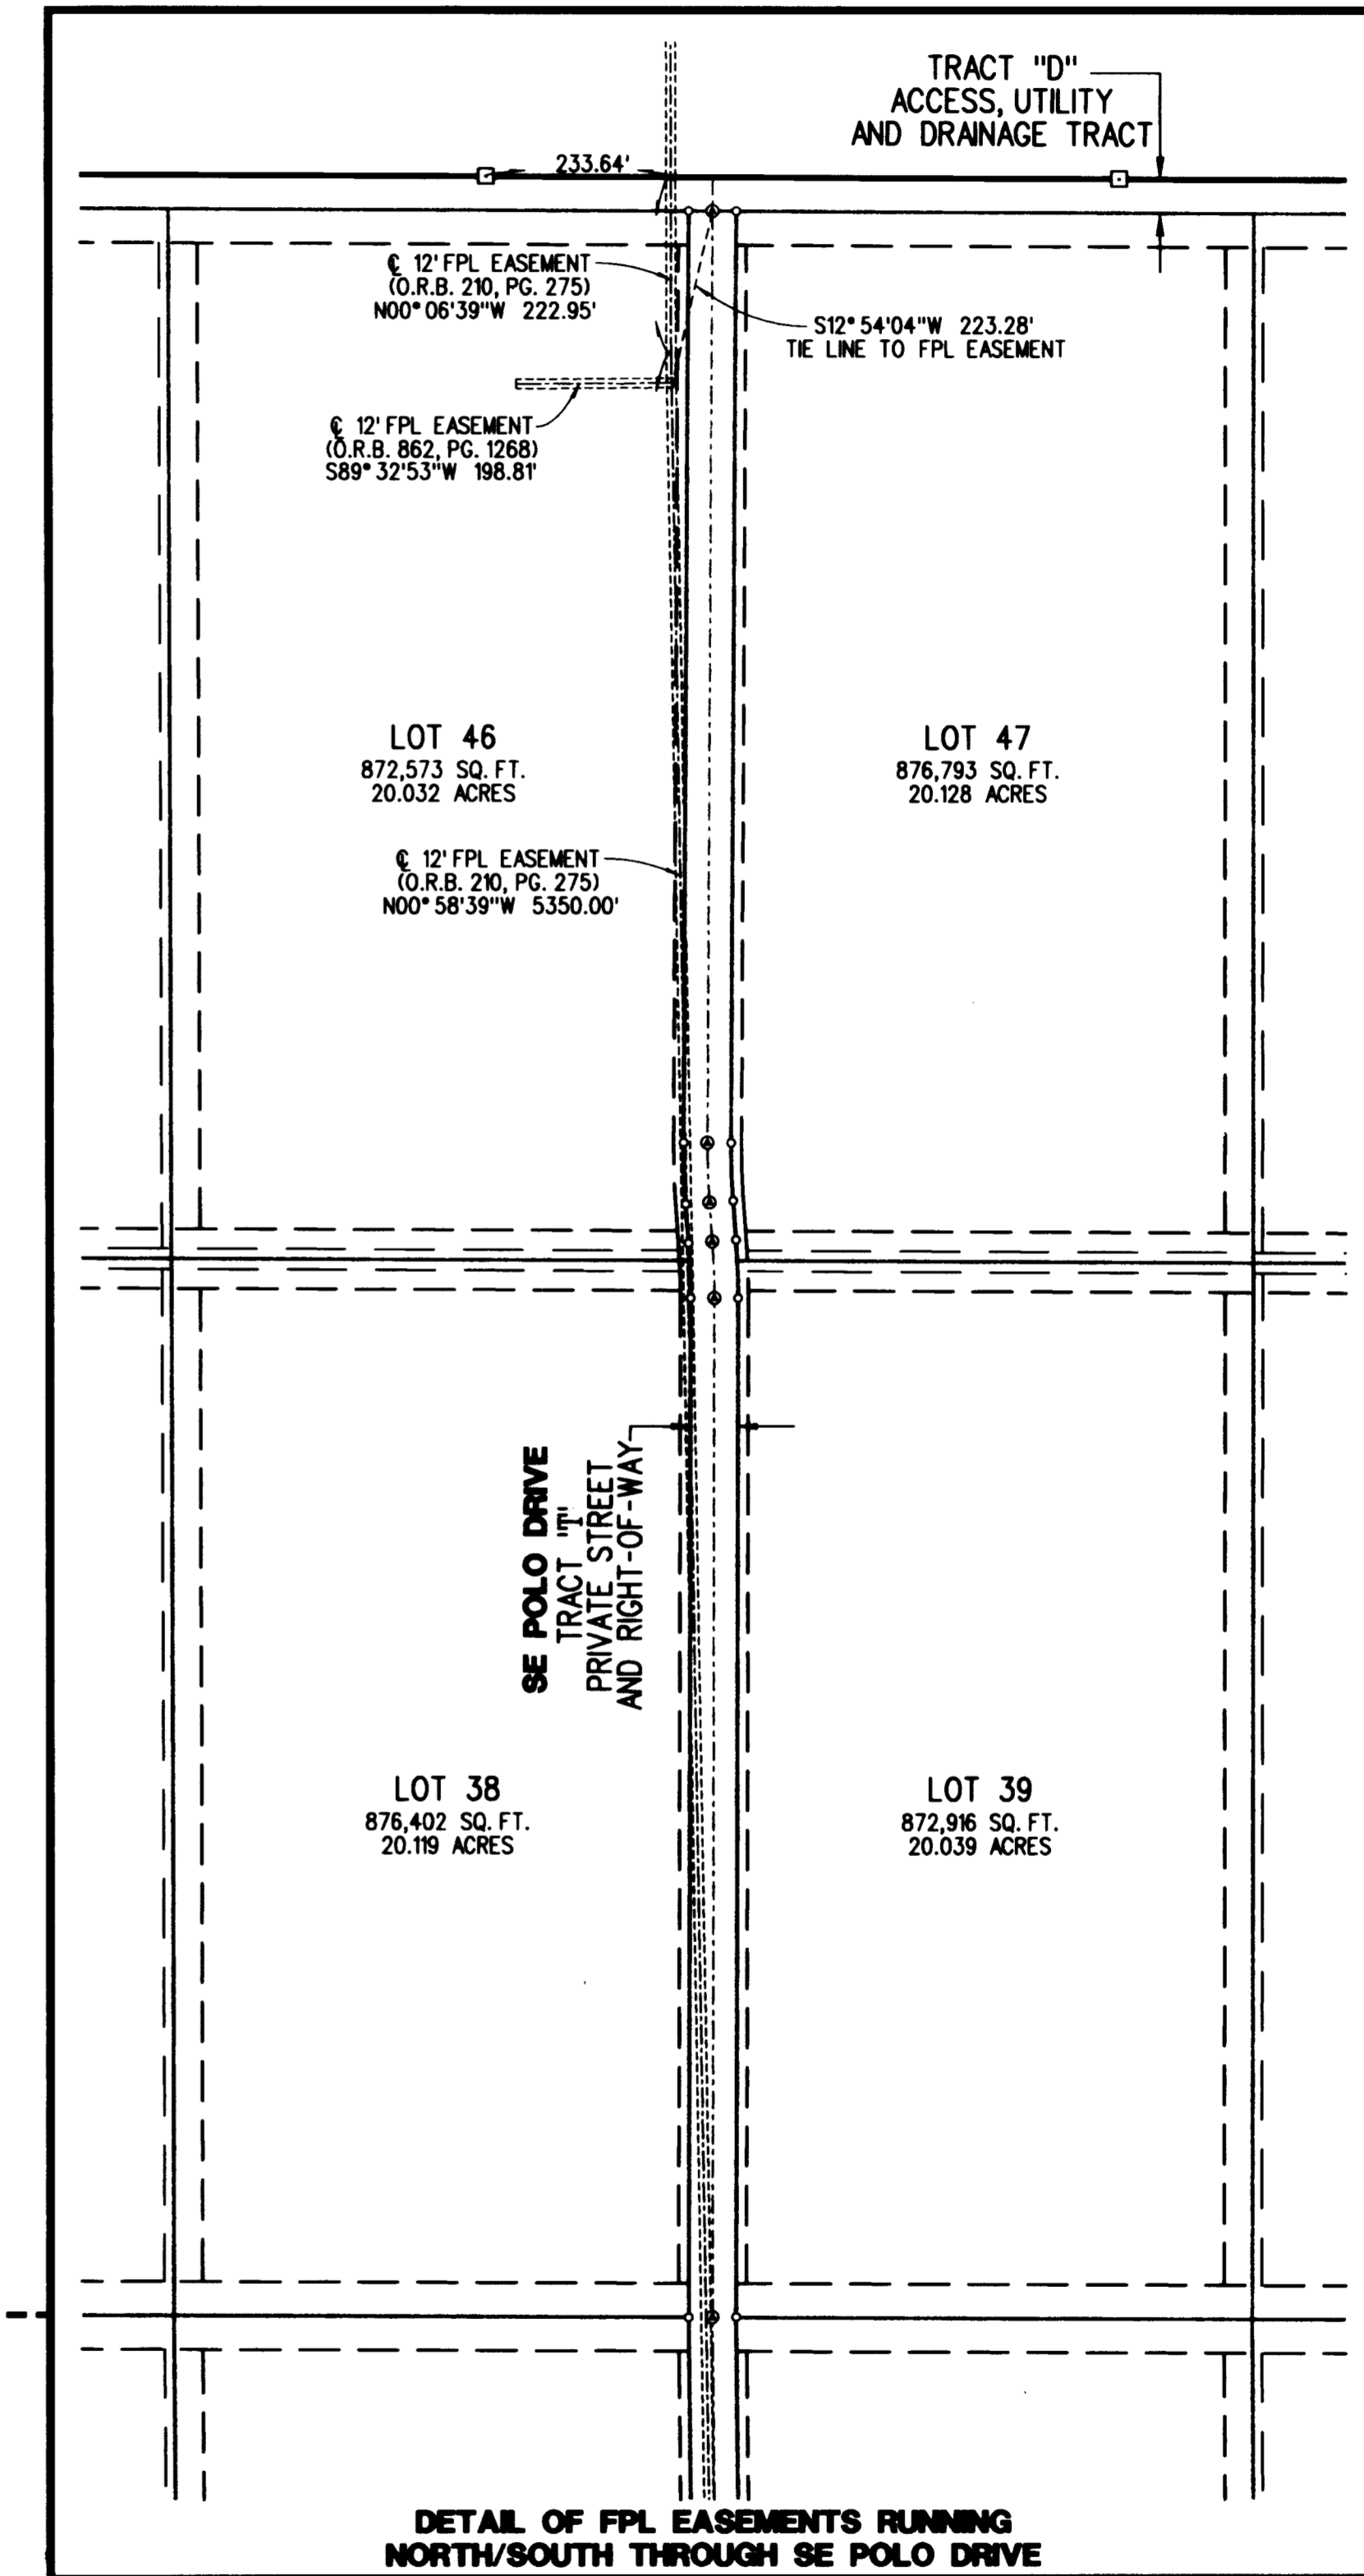 TRACT "D"
ACCESS, UTILITY
AND DRAINAGE TRACT
233.64'
℄ 12' FPL EASEMENT
(O.R.B. 210, PG. 275)
N00°06'39"W 222.95'
S12°54'04"W 223.28'
TIE LINE TO FPL EASEMENT
℄ 12' FPL EASEMENT
(O.R.B. 862, PG. 1268)
S89°32'53"W 198.81'
LOT 46
872,573 SQ. FT.
20.032 ACRES
LOT 47
876,793 SQ. FT.
20.128 ACRES
℄ 12' FPL EASEMENT
(O.R.B. 210, PG. 275)
N00°58'39"W 5350.00'
SE POLO DRIVE
TRACT "T"
PRIVATE STREET
AND RIGHT-OF-WAY
LOT 38
876,402 SQ. FT.
20.119 ACRES
LOT 39
872,916 SQ. FT.
20.039 ACRES
DETAIL OF FPL EASEMENTS RUNNING
NORTH/SOUTH THROUGH SE POLO DRIVE